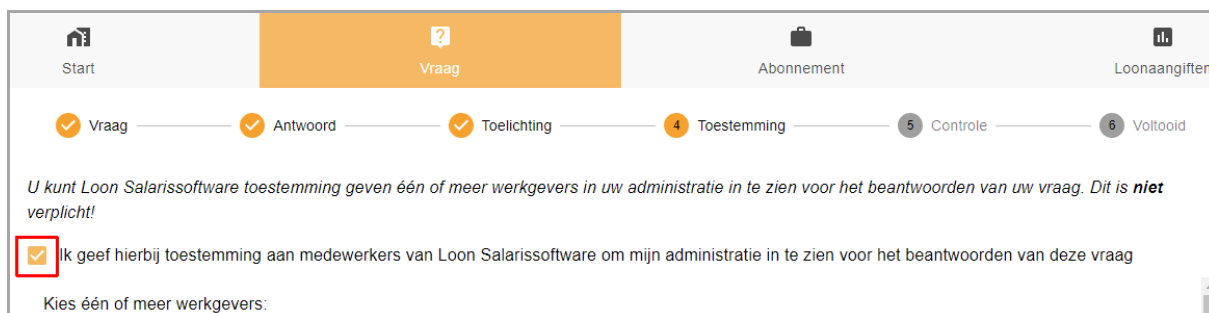 Start
Vraag
Abonnement
Loonaangiften
Vraag
Antwoord
Toelichting
4 Toestemming
5 Controle
6 Voltooid
U kunt Loon Salarissoftware toestemming geven één of meer werkgevers in uw administratie in te zien voor het beantwoorden van uw vraag. Dit is niet
verplicht!
Ik geef hierbij toestemming aan medewerkers van Loon Salarissoftware om mijn administratie in te zien voor het beantwoorden van deze vraag
Kies één of meer werkgevers: